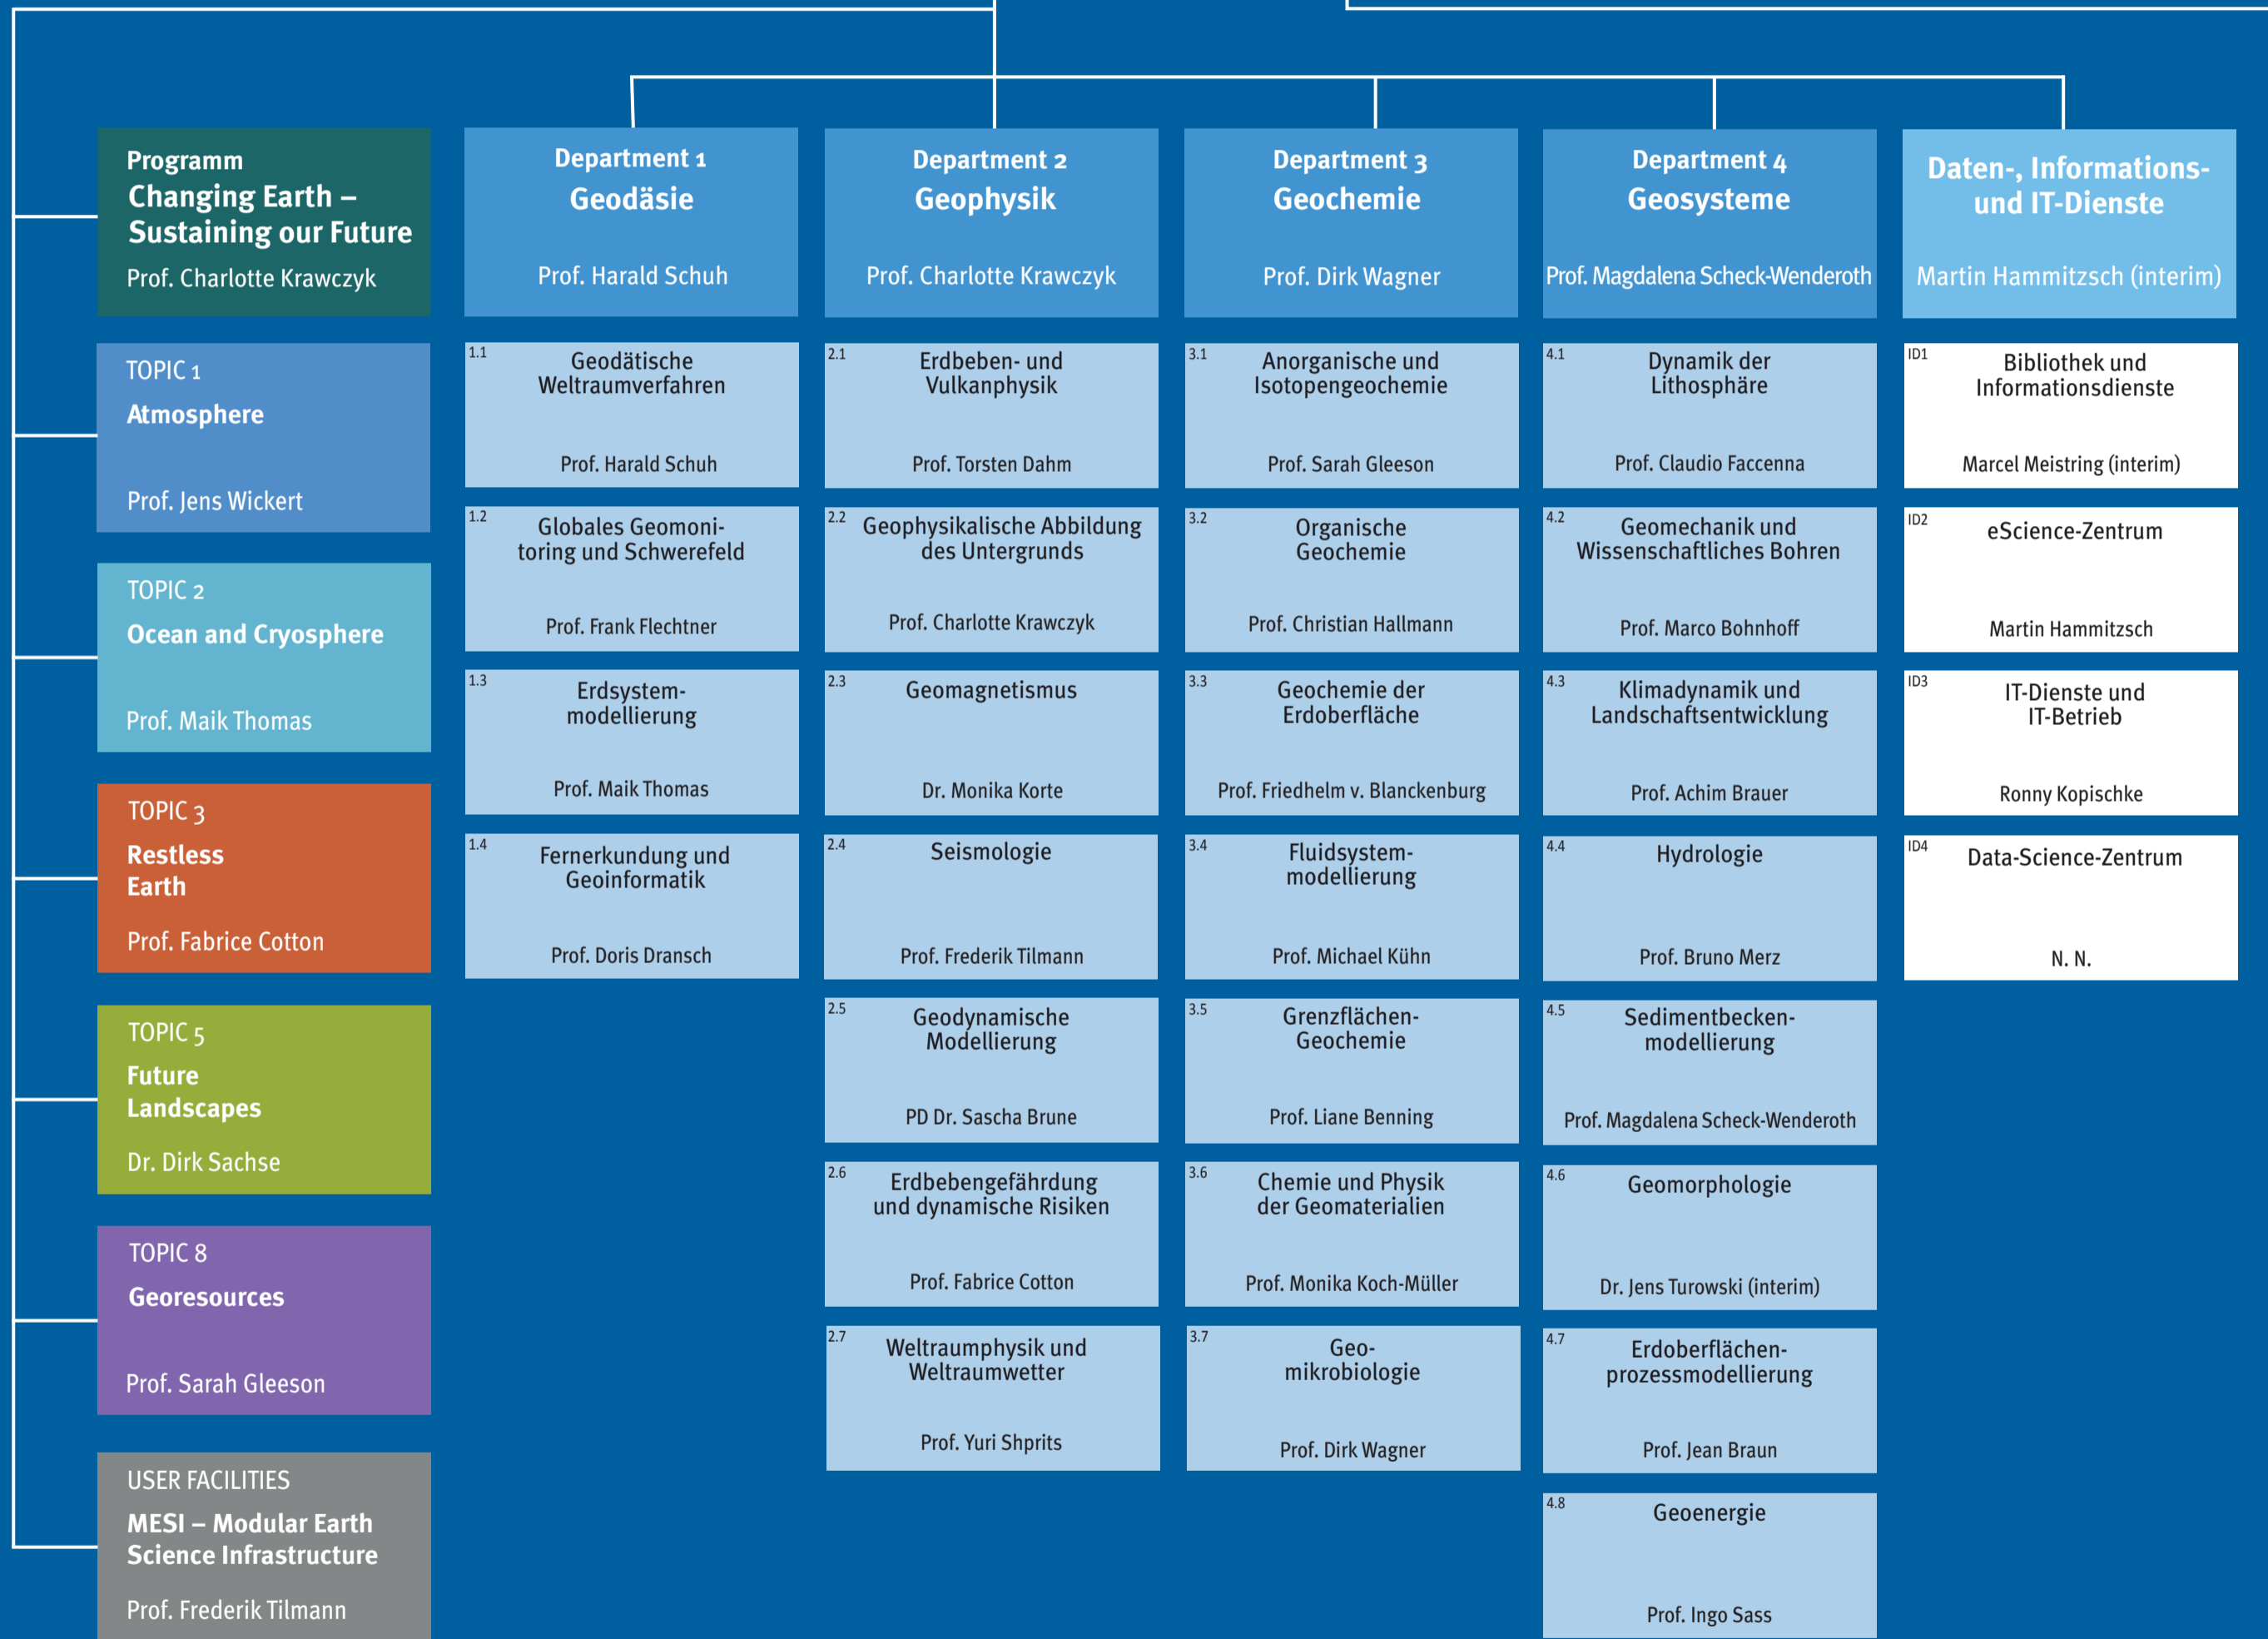 Programm
Changing Earth –
Sustaining our Future
Prof. Charlotte Krawczyk
TOPIC 1
Atmosphere
Prof. Jens Wickert
TOPIC 2
Ocean and Cryosphere
Prof. Maik Thomas
TOPIC 3
Restless
Earth
Prof. Fabrice Cotton
TOPIC 5
Future
Landscapes
Dr. Dirk Sachse
TOPIC 8
Georesources
Prof. Sarah Gleeson
USER FACILITIES
MESI – Modular Earth
Science Infrastructure
Prof. Frederik Tilmann
Department 1
Geodäsie
Prof. Harald Schuh
1.1
Geodätische
Weltraumverfahren
Prof. Harald Schuh
1.2
Globales Geomoni-
toring und Schwerefeld
Prof. Frank Flechtner
1.3
Erdsystem-
modellierung
Prof. Maik Thomas
1.4
Fernerkundung und
Geoinformatik
Prof. Doris Dransch
Department 2
Geophysik
Prof. Charlotte Krawczyk
2.1
Erdbeben- und
Vulkanphysik
Prof. Torsten Dahm
2.2
Geophysikalische Abbildung
des Untergrunds
Prof. Charlotte Krawczyk
2.3
Geomagnetismus
Dr. Monika Korte
2.4
Seismologie
Prof. Frederik Tilmann
2.5
Geodynamische
Modellierung
PD Dr. Sascha Brune
2.6
Erdbebengefährdung
und dynamische Risiken
Prof. Fabrice Cotton
2.7
Weltraumphysik und
Weltraumwetter
Prof. Yuri Shprits
Department 3
Geochemie
Prof. Dirk Wagner
3.1
Anorganische und
Isotopengeochemie
Prof. Sarah Gleeson
3.2
Organische
Geochemie
Prof. Christian Hallmann
3.3
Geochemie der
Erdoberfläche
Prof. Friedhelm v. Blanckenburg
3.4
Fluidsystem-
modellierung
Prof. Michael Kühn
3.5
Grenzflächen-
Geochemie
Prof. Liane Benning
3.6
Chemie und Physik
der Geomaterialien
Prof. Monika Koch-Müller
3.7
Geo-
mikrobiologie
Prof. Dirk Wagner
Department 4
Geosysteme
Prof. Magdalena Scheck-Wenderoth
4.1
Dynamik der
Lithosphäre
Prof. Claudio Faccenna
4.2
Geomechanik und
Wissenschaftliches Bohren
Prof. Marco Bohnhoff
4.3
Klimadynamik und
Landschaftsentwicklung
Prof. Achim Brauer
4.4
Hydrologie
Prof. Bruno Merz
4.5
Sedimentbecken-
modellierung
Prof. Magdalena Scheck-Wenderoth
4.6
Geomorphologie
Dr. Jens Turowski (interim)
4.7
Erdoberflächen-
prozessmodellierung
Prof. Jean Braun
4.8
Geoenergie
Prof. Ingo Sass
Daten-, Informations-
und IT-Dienste
Martin Hammitzsch (interim)
ID1
Bibliothek und
Informationsdienste
Marcel Meistring (interim)
ID2
eScience-Zentrum
Martin Hammitzsch
ID3
IT-Dienste und
IT-Betrieb
Ronny Kopischke
ID4
Data-Science-Zentrum
N. N.